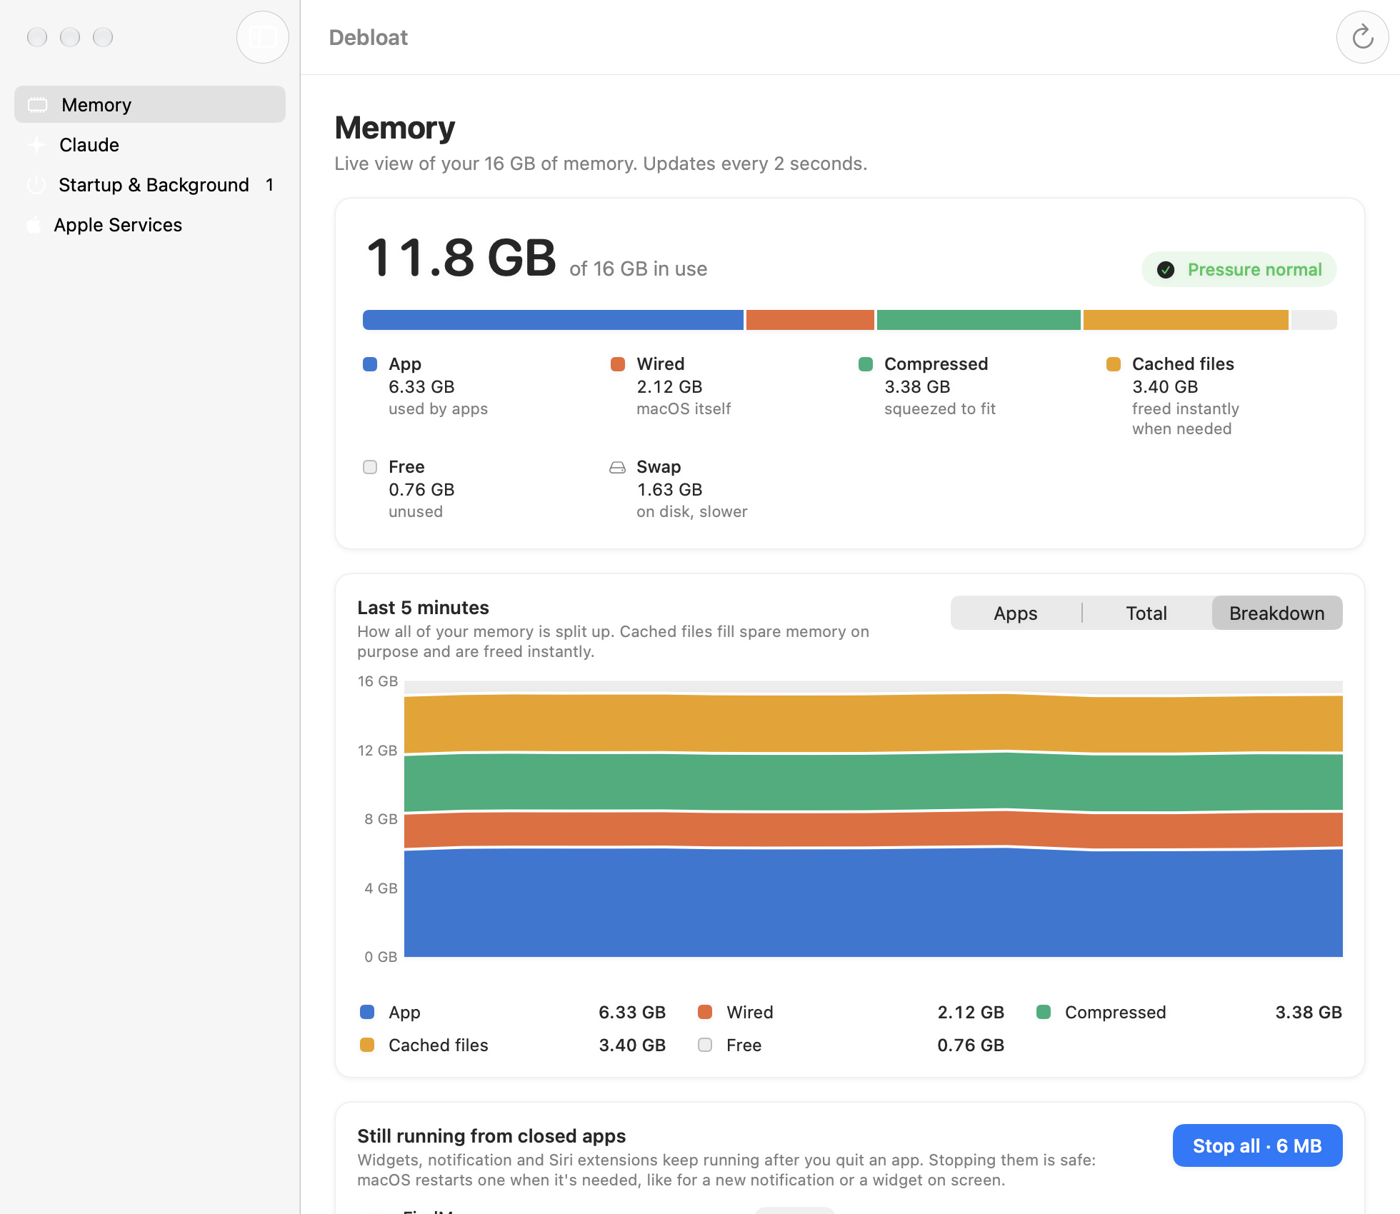 Debloat
Memory
Claude
Startup & Background 1
Apple Services
Memory
Live view of your 16 GB of memory. Updates every 2 seconds.
11.8 GB of 16 GB in use
Pressure normal
App
6.33 GB
used by apps
Wired
2.12 GB
macOS itself
Compressed
3.38 GB
squeezed to fit
Cached files
3.40 GB
freed instantly
when needed
Free
0.76 GB
unused
Swap
1.63 GB
on disk, slower
Last 5 minutes
How all of your memory is split up. Cached files fill spare memory on
purpose and are freed instantly.
Apps Total Breakdown
16 GB
12 GB
8 GB
4 GB
0 GB
App 6.33 GB Wired 2.12 GB Compressed 3.38 GB
Cached files 3.40 GB Free 0.76 GB
Still running from closed apps
Widgets, notification and Siri extensions keep running after you quit an app. Stopping them is safe:
macOS restarts one when it's needed, like for a new notification or a widget on screen.
Stop all · 6 MB